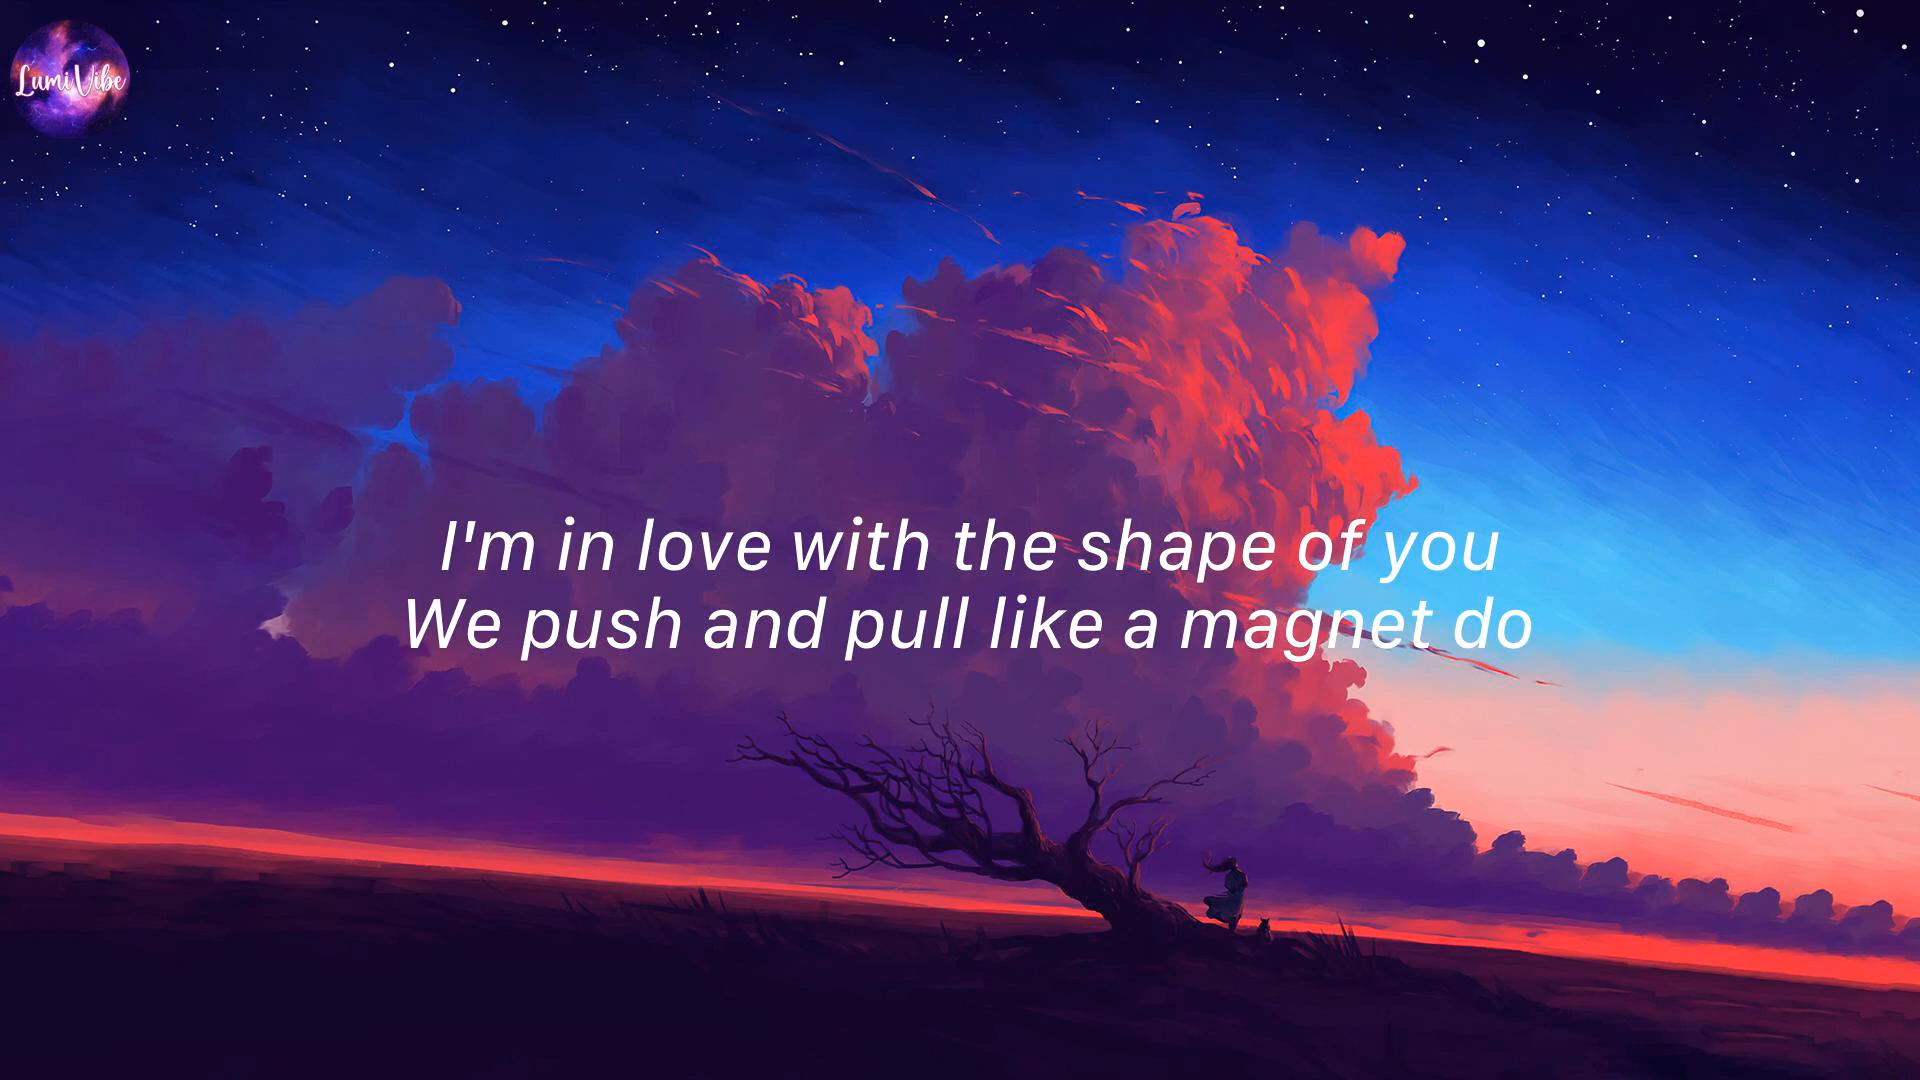 LumiVibe
I'm in love with the shape of you
We push and pull like a magnet do